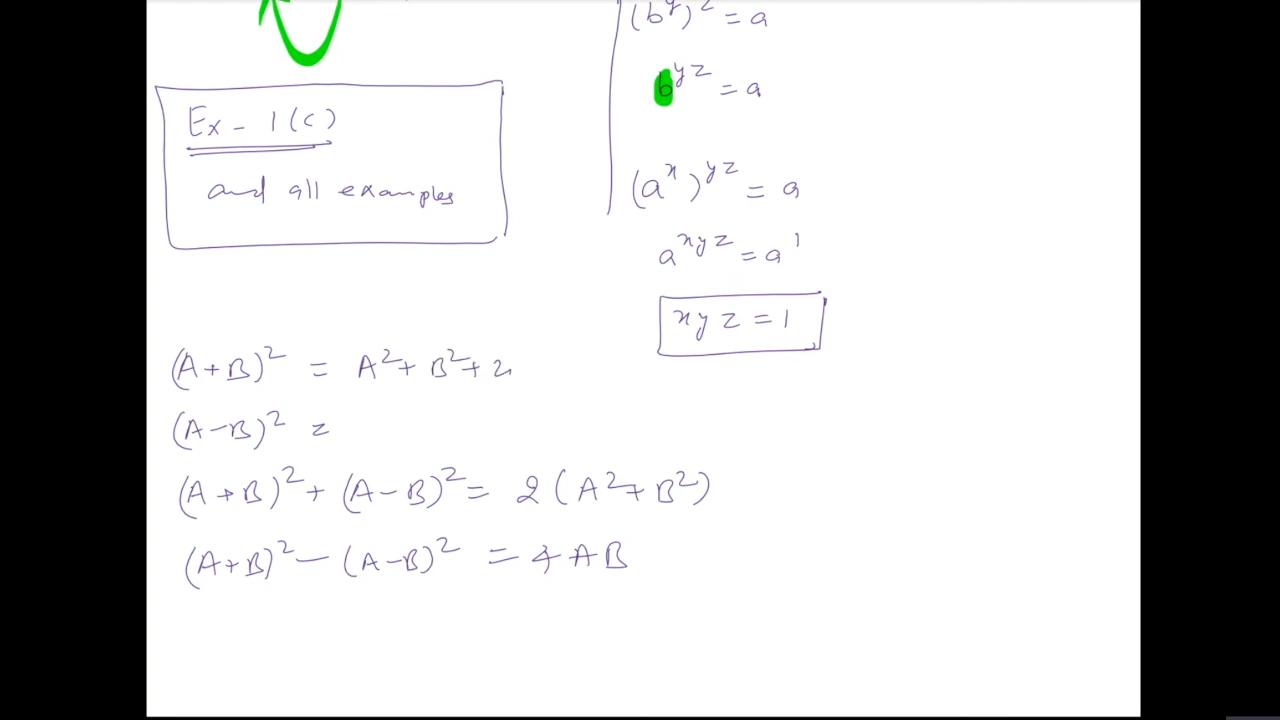 Ex - 1(c)
and all examples
(b^y)^z = a
b^yz = a
(a^x)^yz = a
a^xyz = a^1
xyz = 1
(A+B)^2 = A^2 + B^2 + 2
(A-B)^2 =
(A+B)^2 + (A-B)^2 = 2(A^2+B^2)
(A+B)^2 - (A-B)^2 = 4AB